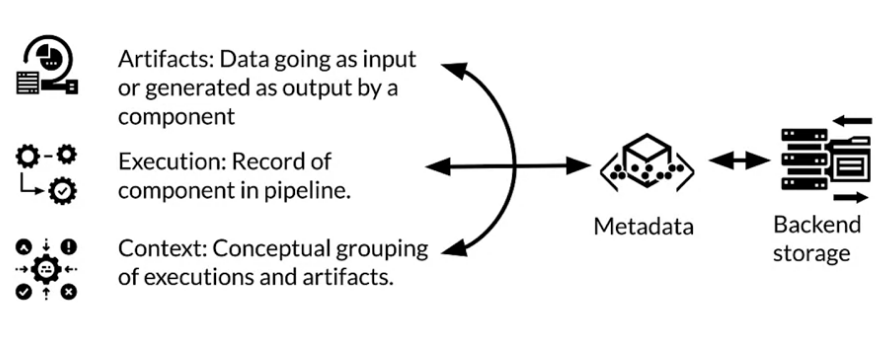 Artifacts: Data going as input
or generated as output by a
component
Execution: Record of
component in pipeline.
Context: Conceptual grouping
of executions and artifacts.
Metadata
Backend
storage